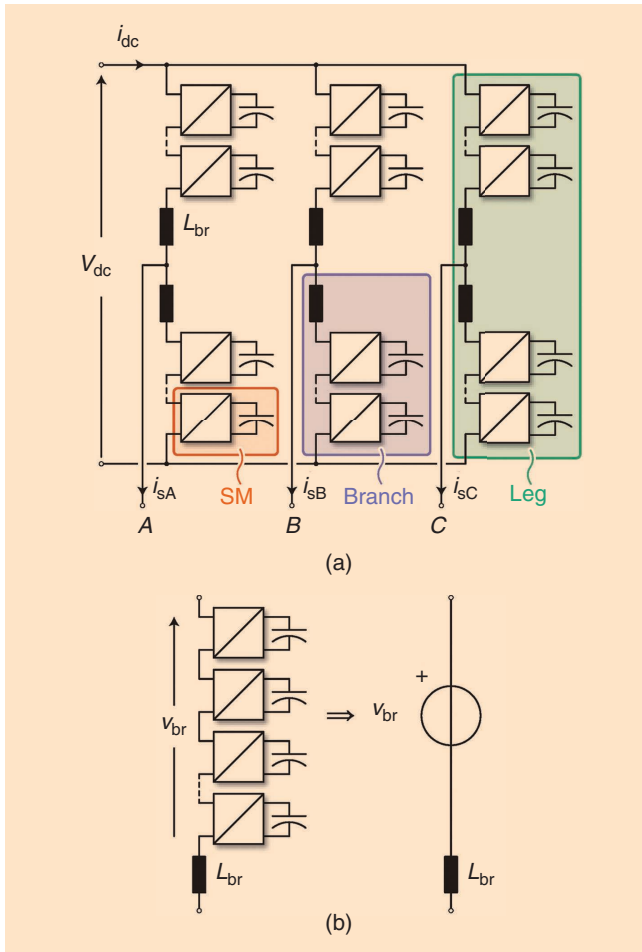 i_dc
L_br
V_dc
i_sA
SM
i_sB
Branch
i_sC
Leg
A
B
C
(a)
v_br
⇒
+
v_br
L_br
L_br
(b)